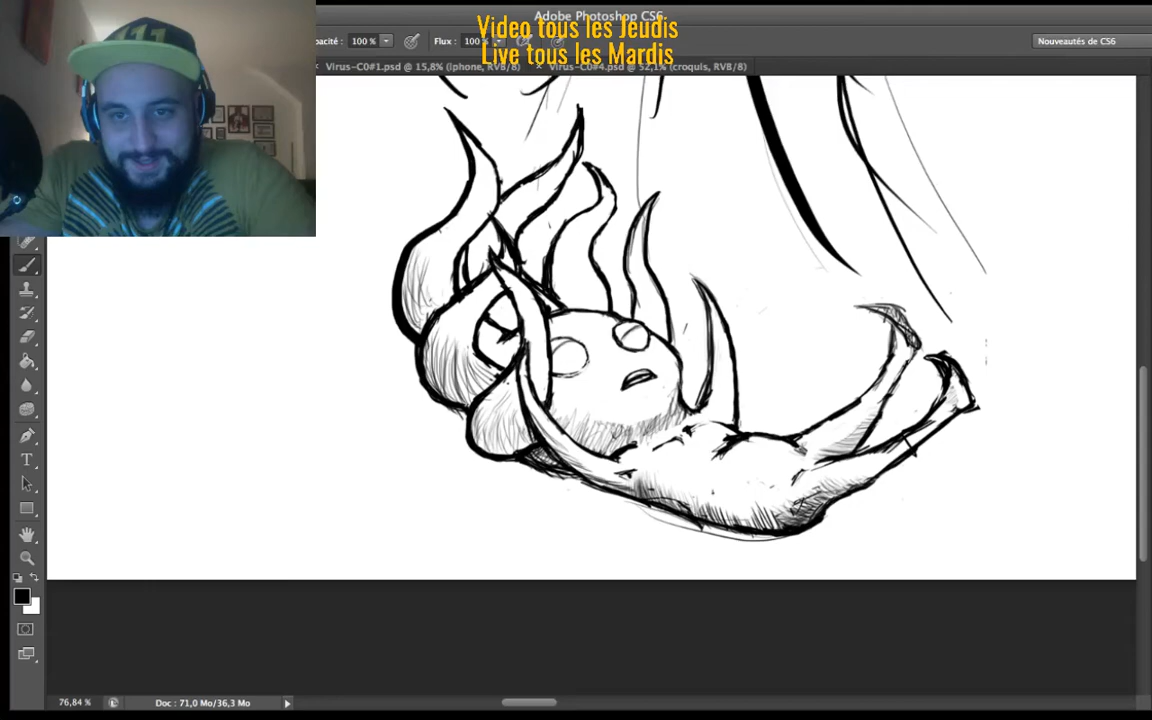 Adobe Photoshop CS6
Video tous les Jeudis
Live tous les Mardis
pacité : 100 %
Flux : 100 %
Nouveautés de CS6
Virus-C0#1.psd @ 15,8% (iphone, RVB/8)
Virus-C0#4.psd @ 52,1% (croquis, RVB/8)
76,84 %
Doc : 71,0 Mo/36,3 Mo